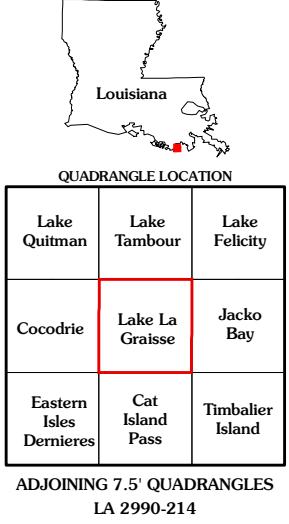 Louisiana
QUADRANGLE LOCATION
Lake
Quitman
Lake
Tambour
Lake
Felicity
Cocodrie
Lake La
Graisse
Jacko
Bay
Eastern
Isles
Dernieres
Cat
Island
Pass
Timbalier
Island
ADJOINING 7.5' QUADRANGLES
LA 2990-214